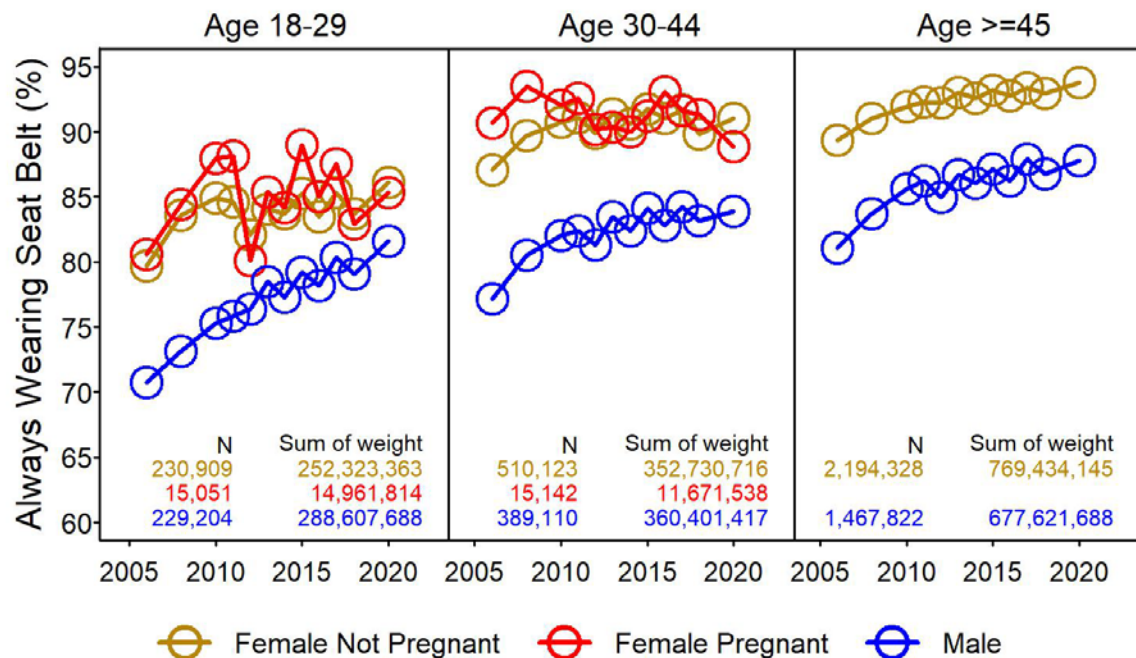 Age 18-29 Age 30-44 Age >=45
Always Wearing Seat Belt (%)
95
90
85
80
75
70
65
60
N Sum of weight N Sum of weight N Sum of weight
230,909 252,323,363 510,123 352,730,716 2,194,328 769,434,145
15,051 14,961,814 15,142 11,671,538
229,204 288,607,688 389,110 360,401,417 1,467,822 677,621,688
2005 2010 2015 2020 2005 2010 2015 2020 2005 2010 2015 2020
Female Not Pregnant Female Pregnant Male